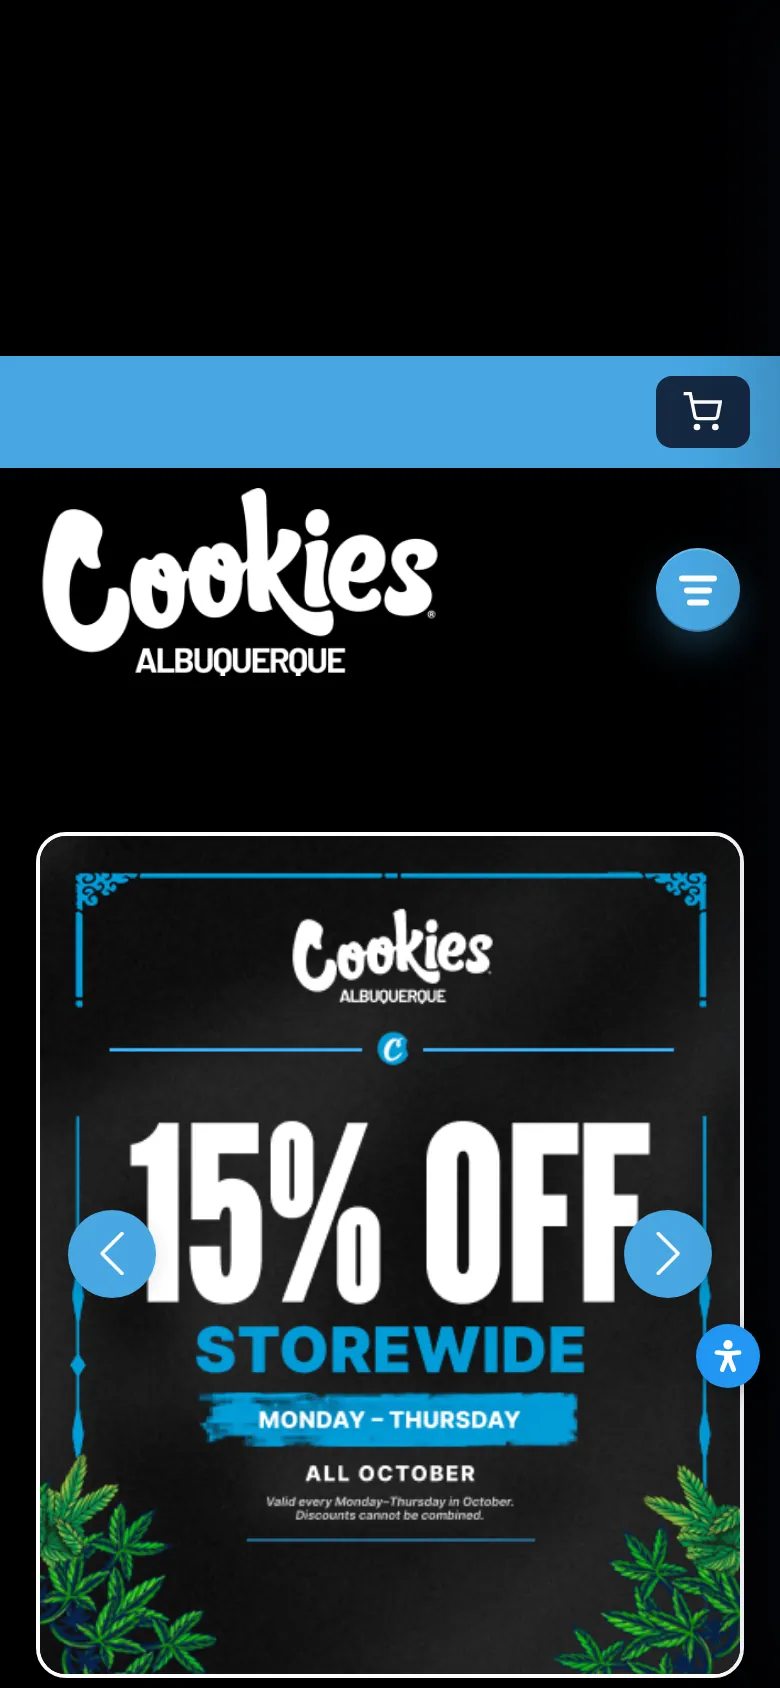 Cookies®
ALBUQUERQUE
Cookies
ALBUQUERQUE
C
15% OFF
STOREWIDE
MONDAY – THURSDAY
ALL OCTOBER
Valid every Monday–Thursday in October.
Discounts cannot be combined.